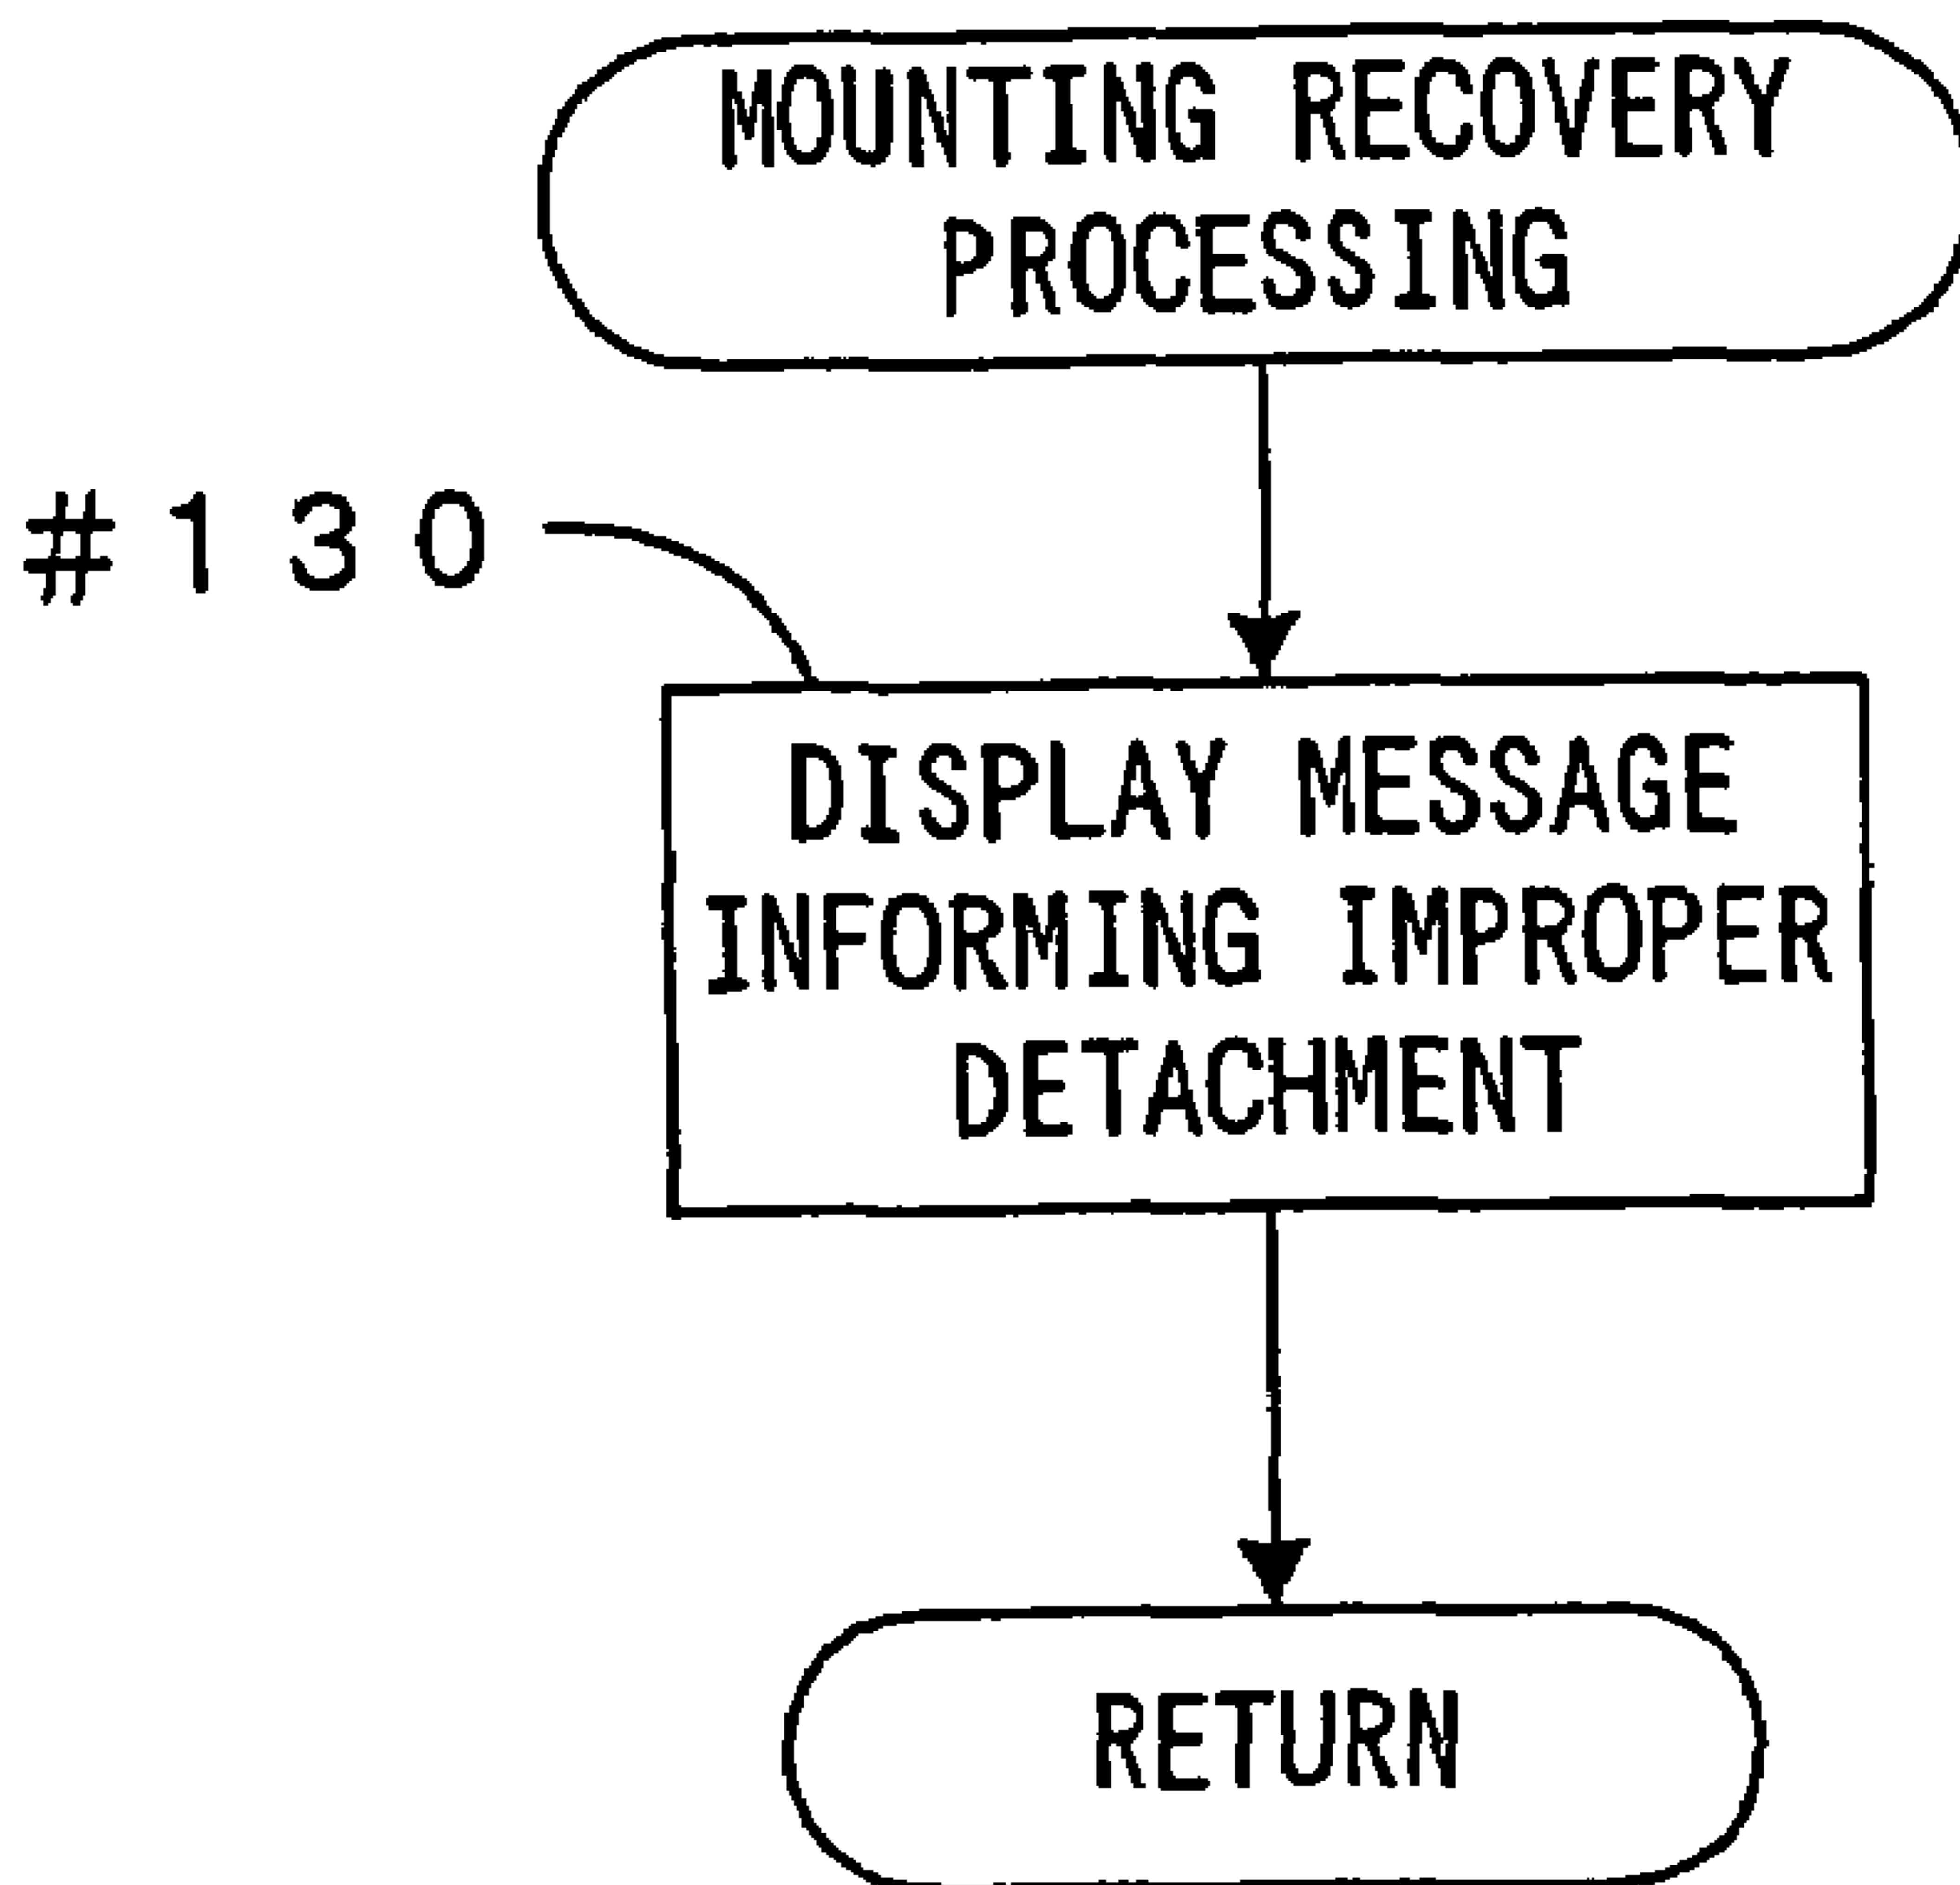 MOUNTING RECOVERY
PROCESSING
#130
DISPLAY MESSAGE
INFORMING IMPROPER
DETACHMENT
RETURN